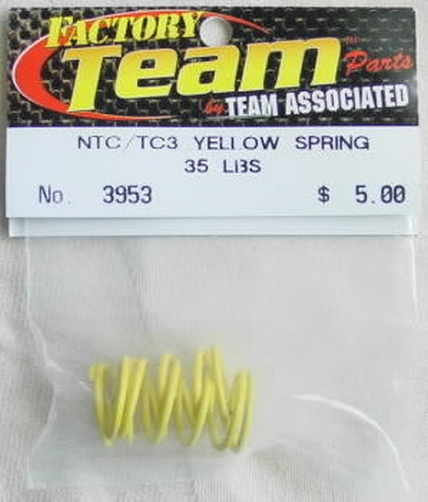 FACTORY
Team
Parts
by TEAM ASSOCIATED
NTC/TC3 YELLOW SPRING
35 LBS
No. 3953 $ 5.00